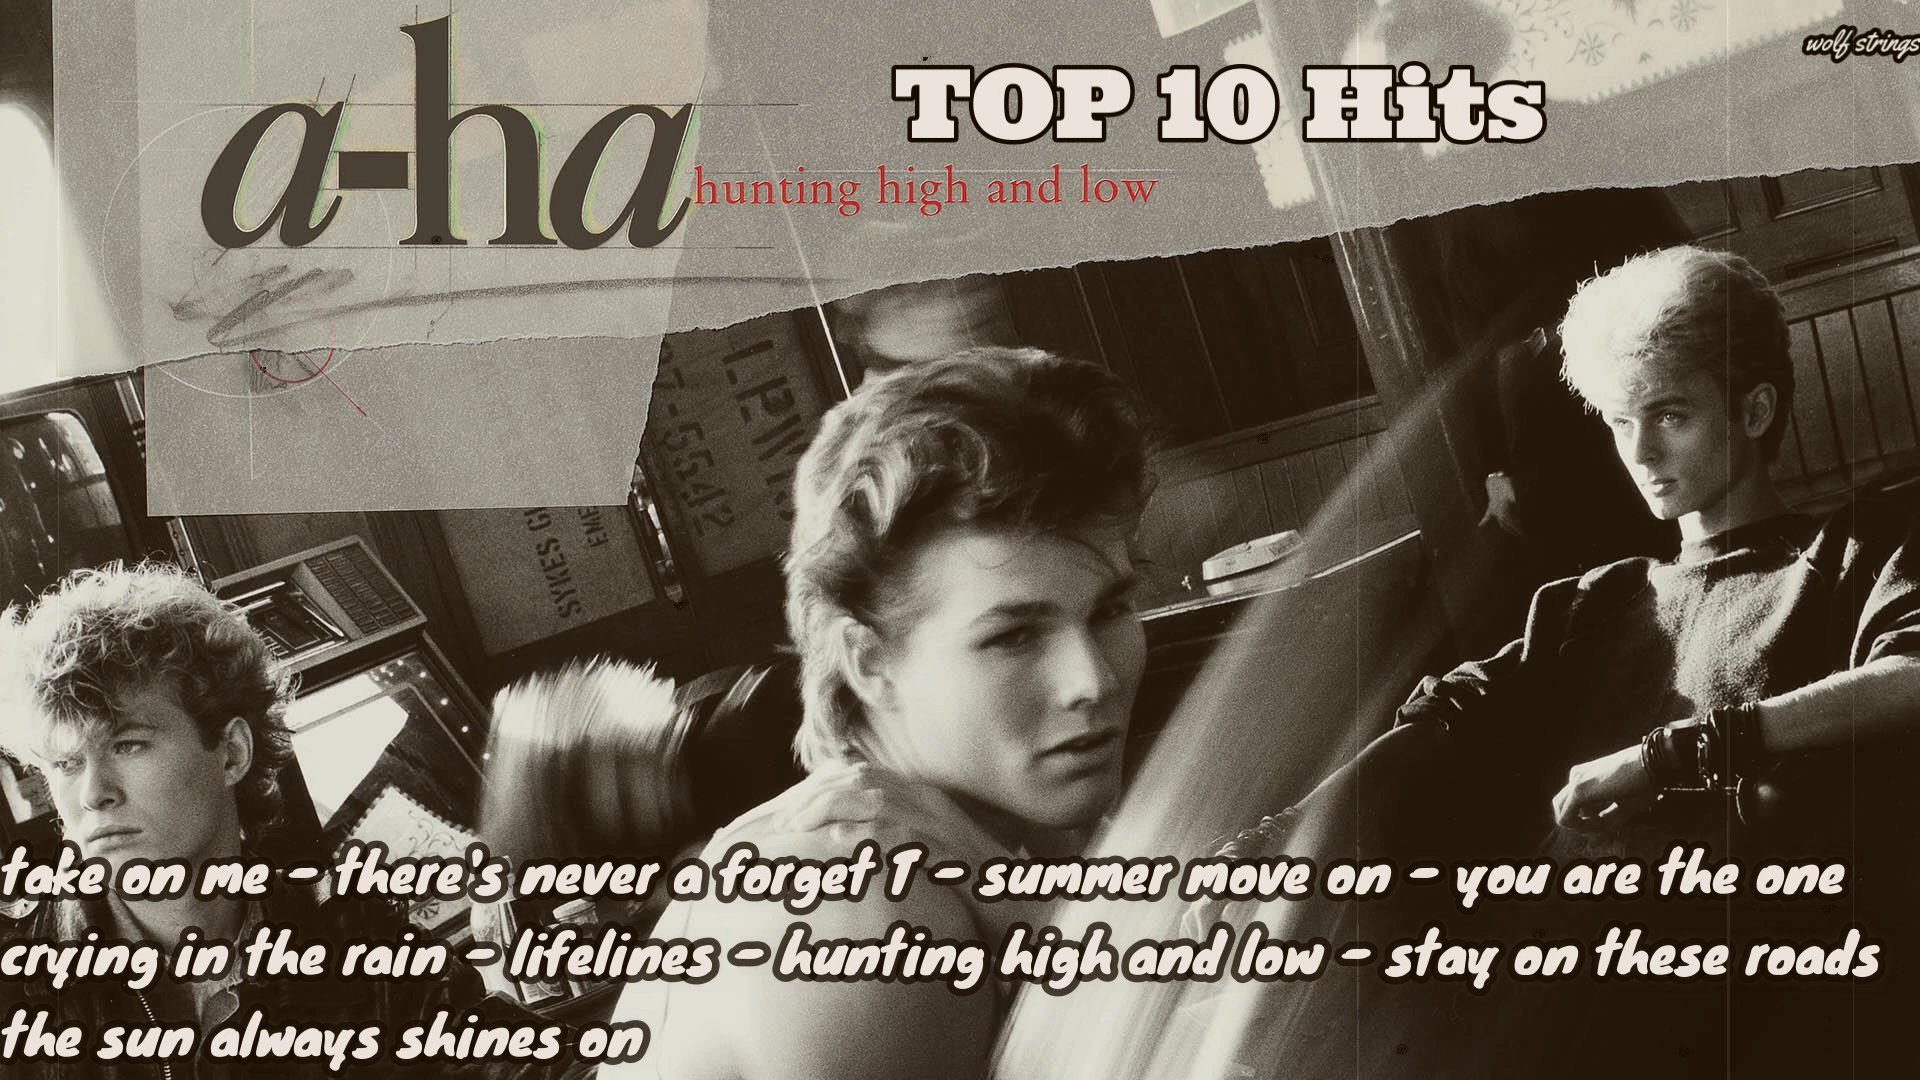 a-ha
TOP 10 Hits
wolf strings
hunting high and low
SYKES
take on me - there's never a forget T - summer move on - you are the one
crying in the rain - lifelines - hunting high and low - stay on these roads
the sun always shines on